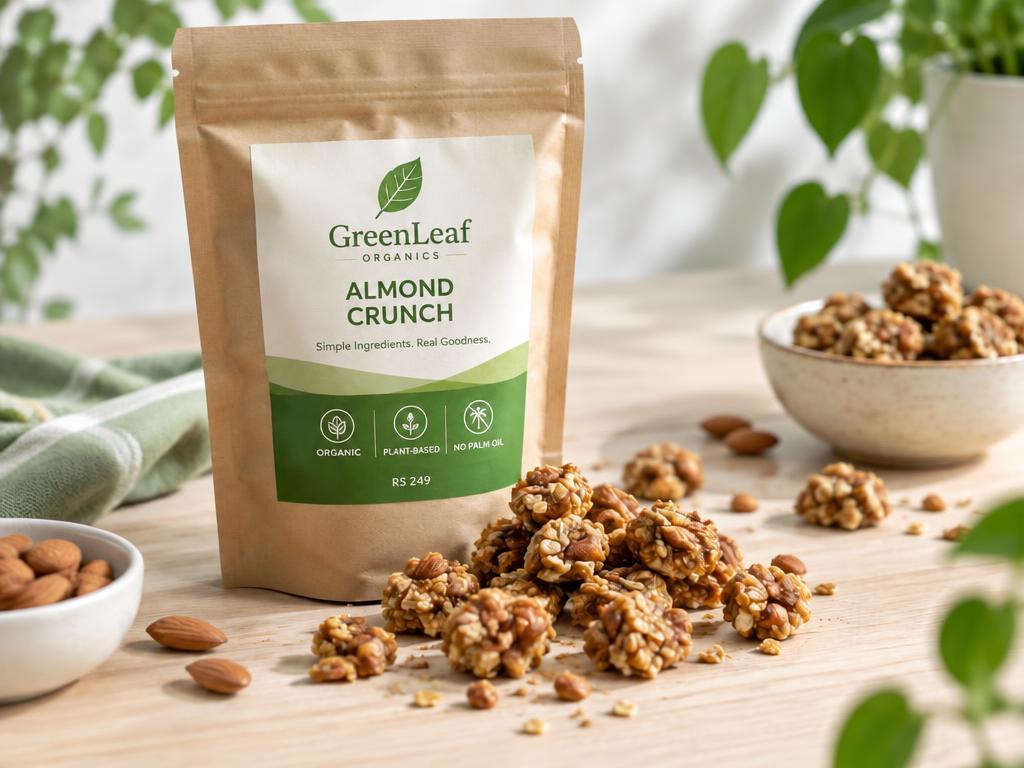 GreenLeaf
ORGANICS
ALMOND
CRUNCH
Simple Ingredients. Real Goodness.
ORGANIC
PLANT-BASED
NO PALM OIL
RS 249